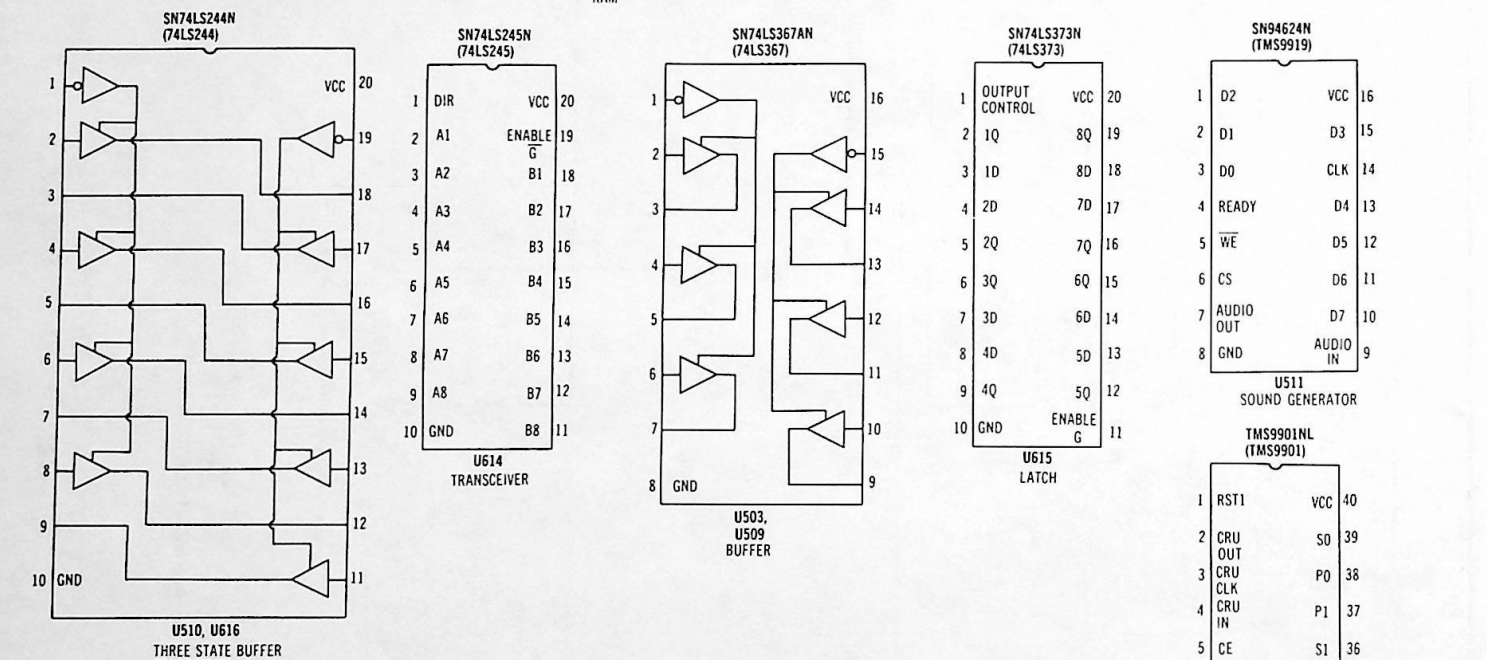 RAM
SN74LS244N
(74LS244)
1
VCC 20
2
19
3
18
4
17
5
16
6
15
7
14
8
13
9
12
10 GND
11
U510, U616
THREE STATE BUFFER
SN74LS245N
(74LS245)
1 DIR VCC 20
2 A1 ENABLE 19
G
3 A2 B1 18
4 A3 B2 17
5 A4 B3 16
6 A5 B4 15
7 A6 B5 14
8 A7 B6 13
9 A8 B7 12
10 GND B8 11
U614
TRANSCEIVER
SN74LS367AN
(74LS367)
1 VCC 16
2 15
3 14
4 13
5 12
6 11
7 10
8 GND 9
U503,
U509
BUFFER
SN74LS373N
(74LS373)
1 OUTPUT
CONTROL VCC 20
2 1Q 8Q 19
3 1D 8D 18
4 2D 7D 17
5 2Q 7Q 16
6 3Q 6Q 15
7 3D 6D 14
8 4D 5D 13
9 4Q 5Q 12
10 GND ENABLE
G 11
U615
LATCH
SN94624N
(TMS9919)
1 D2 VCC 16
2 D1 D3 15
3 D0 CLK 14
4 READY D4 13
5 WE D5 12
6 CS D6 11
7 AUDIO
OUT D7 10
8 GND AUDIO
IN 9
U511
SOUND GENERATOR
TMS9901NL
(TMS9901)
1 RST1 VCC 40
2 CRU
OUT S0 39
3 CRU
CLK P0 38
4 CRU
IN P1 37
5 CE S1 36